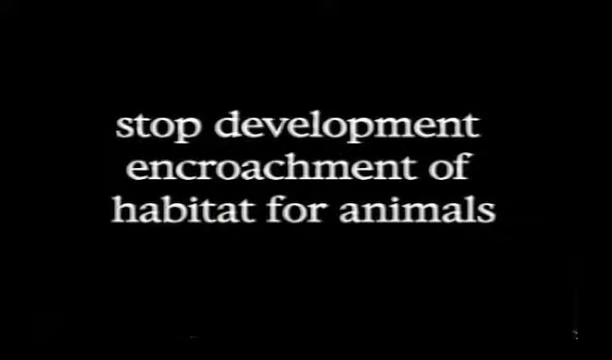 stop development
encroachment of
habitat for animals